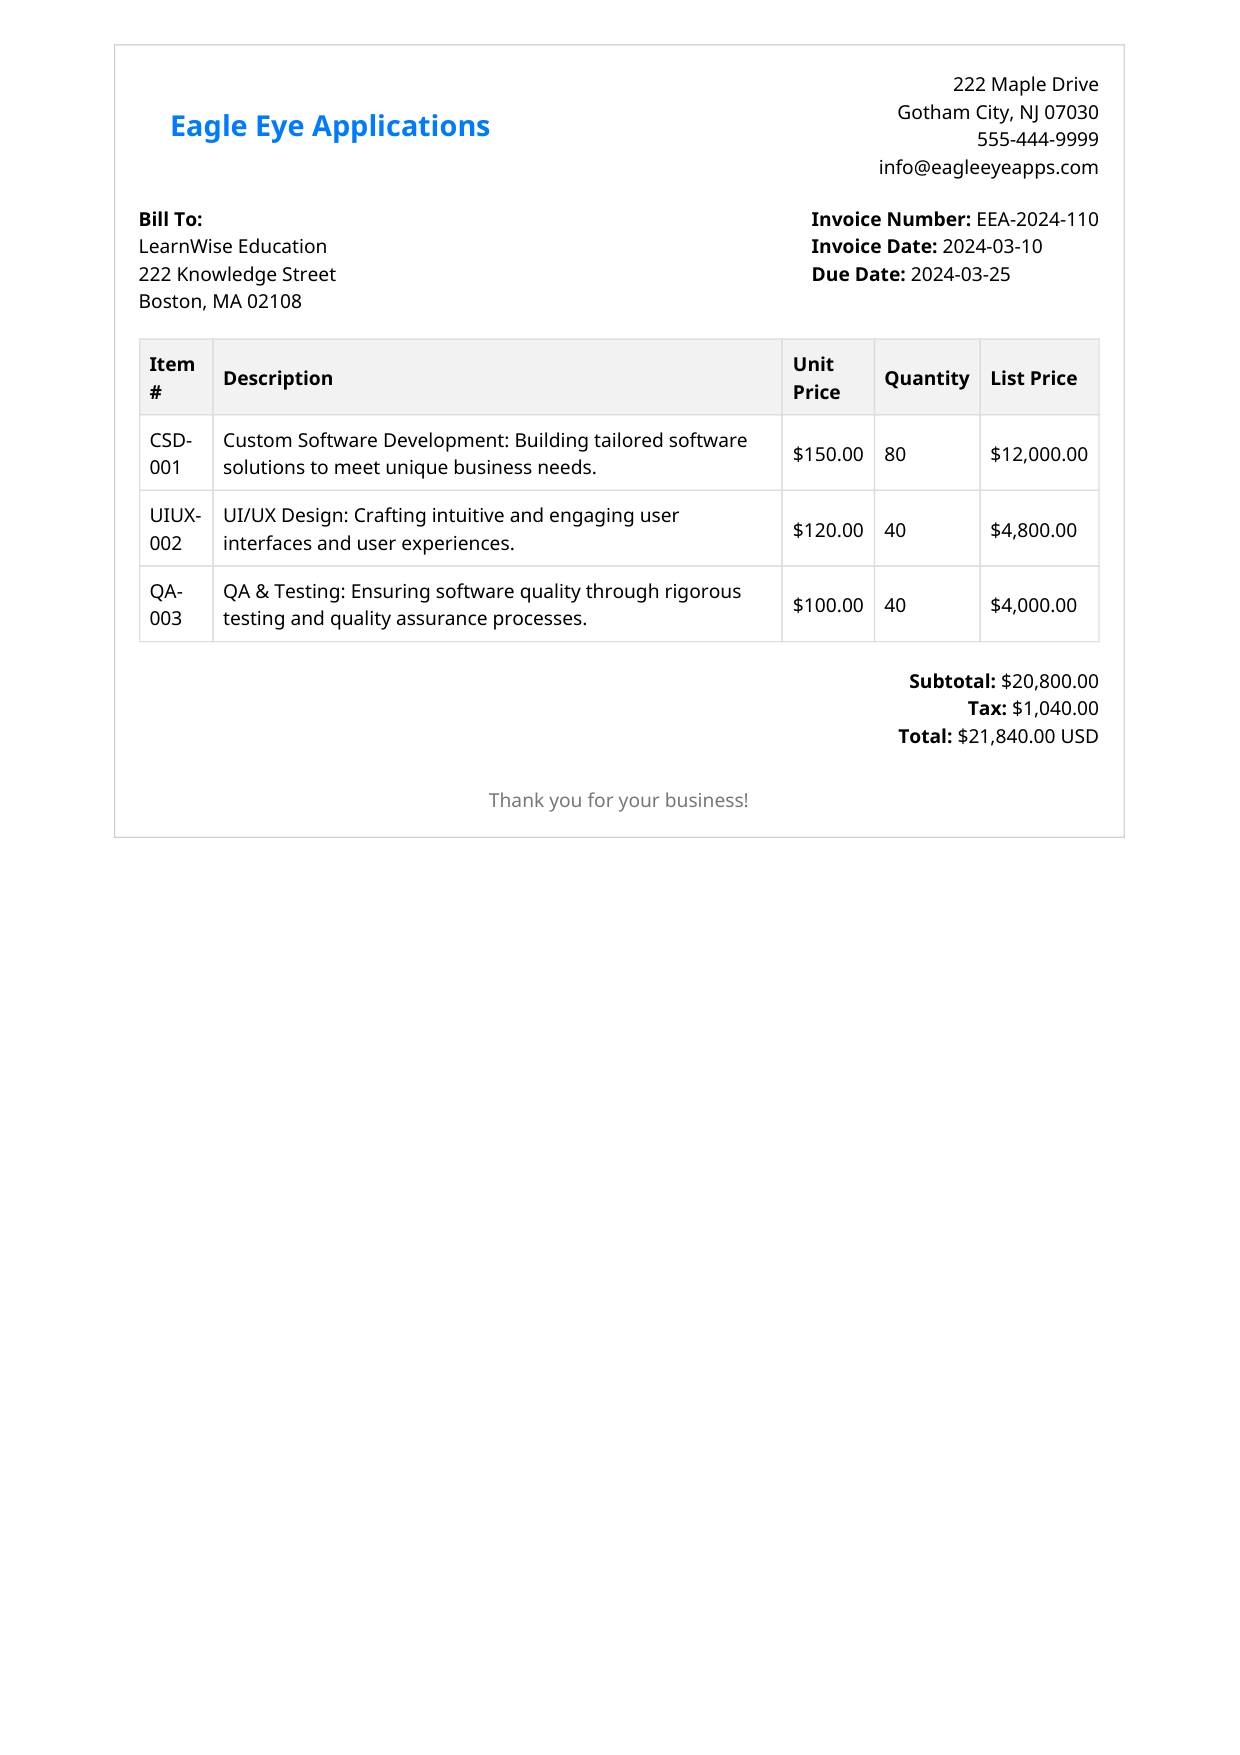 Eagle Eye Applications
222 Maple Drive
Gotham City, NJ 07030
555-444-9999
info@eagleeyeapps.com
Bill To:
LearnWise Education
222 Knowledge Street
Boston, MA 02108
Invoice Number: EEA-2024-110
Invoice Date: 2024-03-10
Due Date: 2024-03-25
Item
#
Description
Unit
Price
Quantity
List Price
CSD-
001
Custom Software Development: Building tailored software
solutions to meet unique business needs.
$150.00
80
$12,000.00
UIUX-
002
UI/UX Design: Crafting intuitive and engaging user
interfaces and user experiences.
$120.00
40
$4,800.00
QA-
003
QA & Testing: Ensuring software quality through rigorous
testing and quality assurance processes.
$100.00
40
$4,000.00
Subtotal: $20,800.00
Tax: $1,040.00
Total: $21,840.00 USD
Thank you for your business!